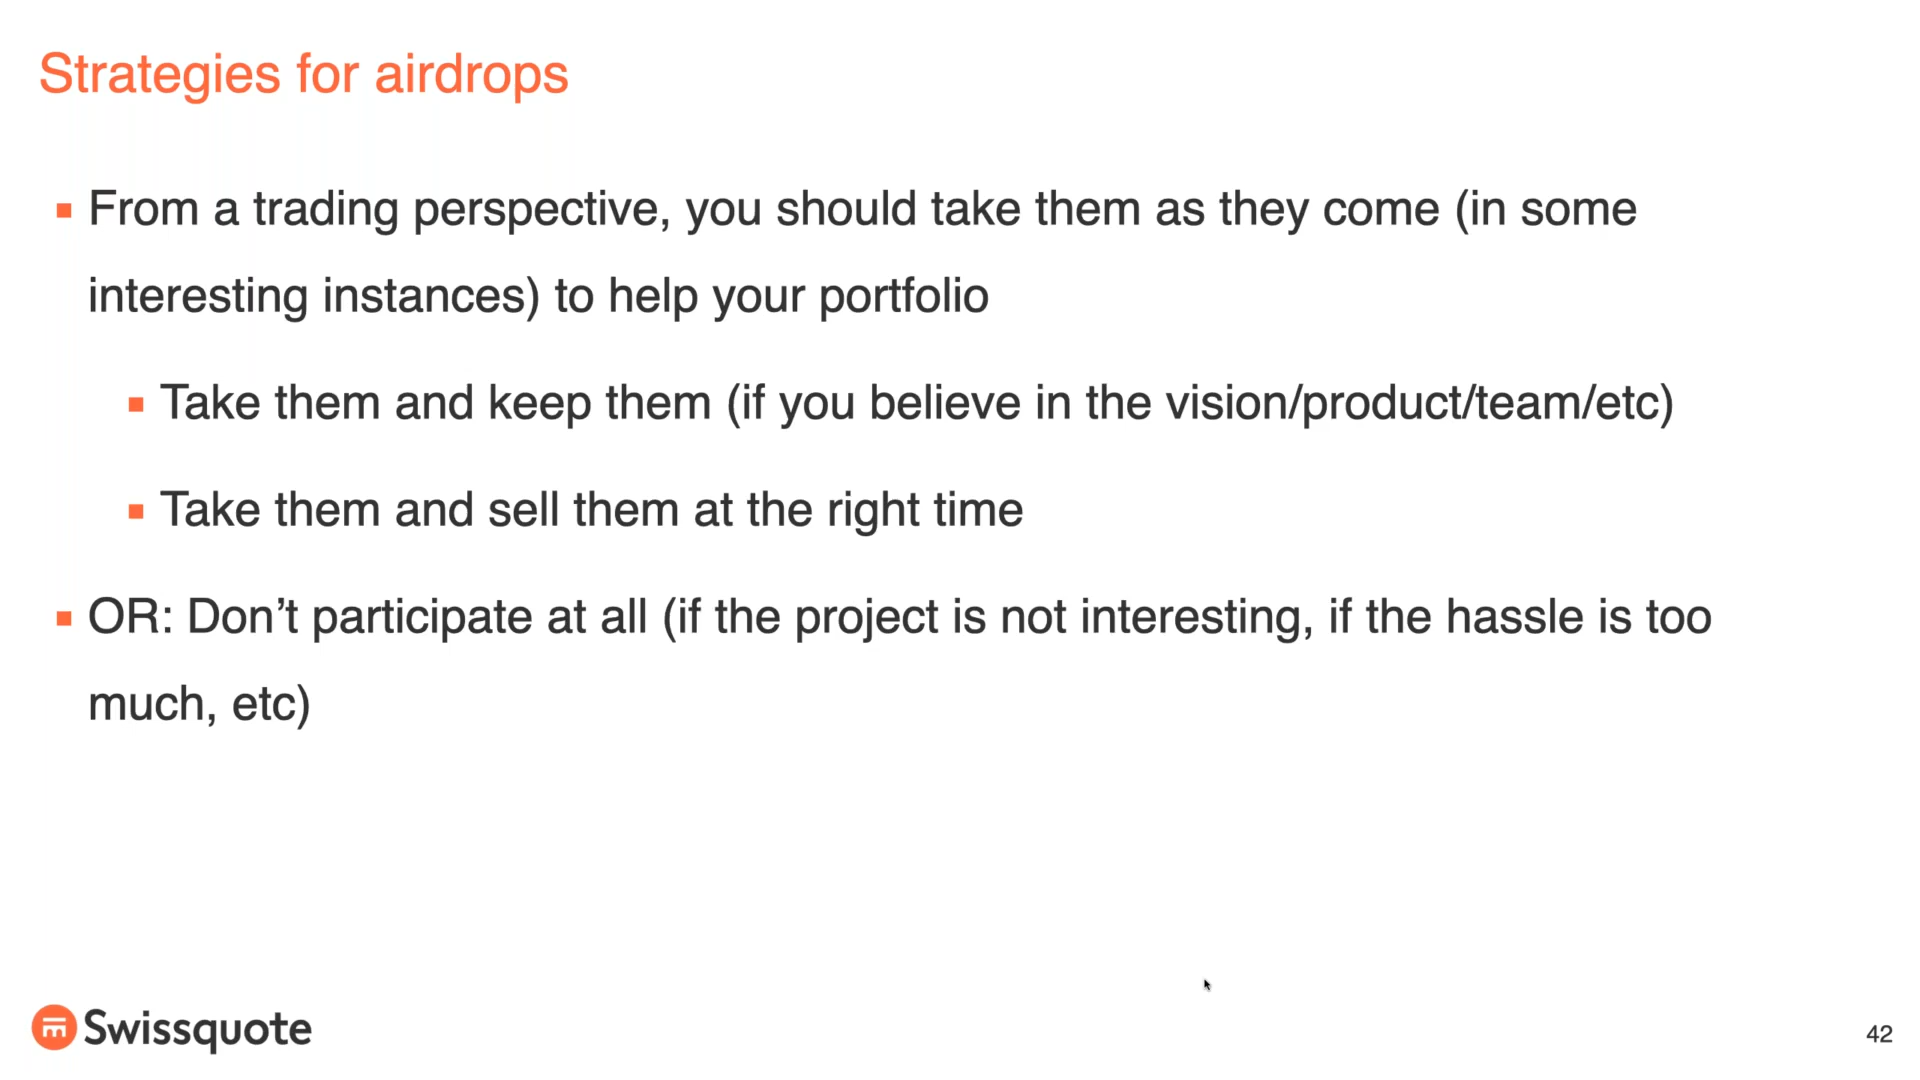 Strategies for airdrops
From a trading perspective, you should take them as they come (in some
interesting instances) to help your portfolio
Take them and keep them (if you believe in the vision/product/team/etc)
Take them and sell them at the right time
OR: Don’t participate at all (if the project is not interesting, if the hassle is too
much, etc)
Swissquote
42